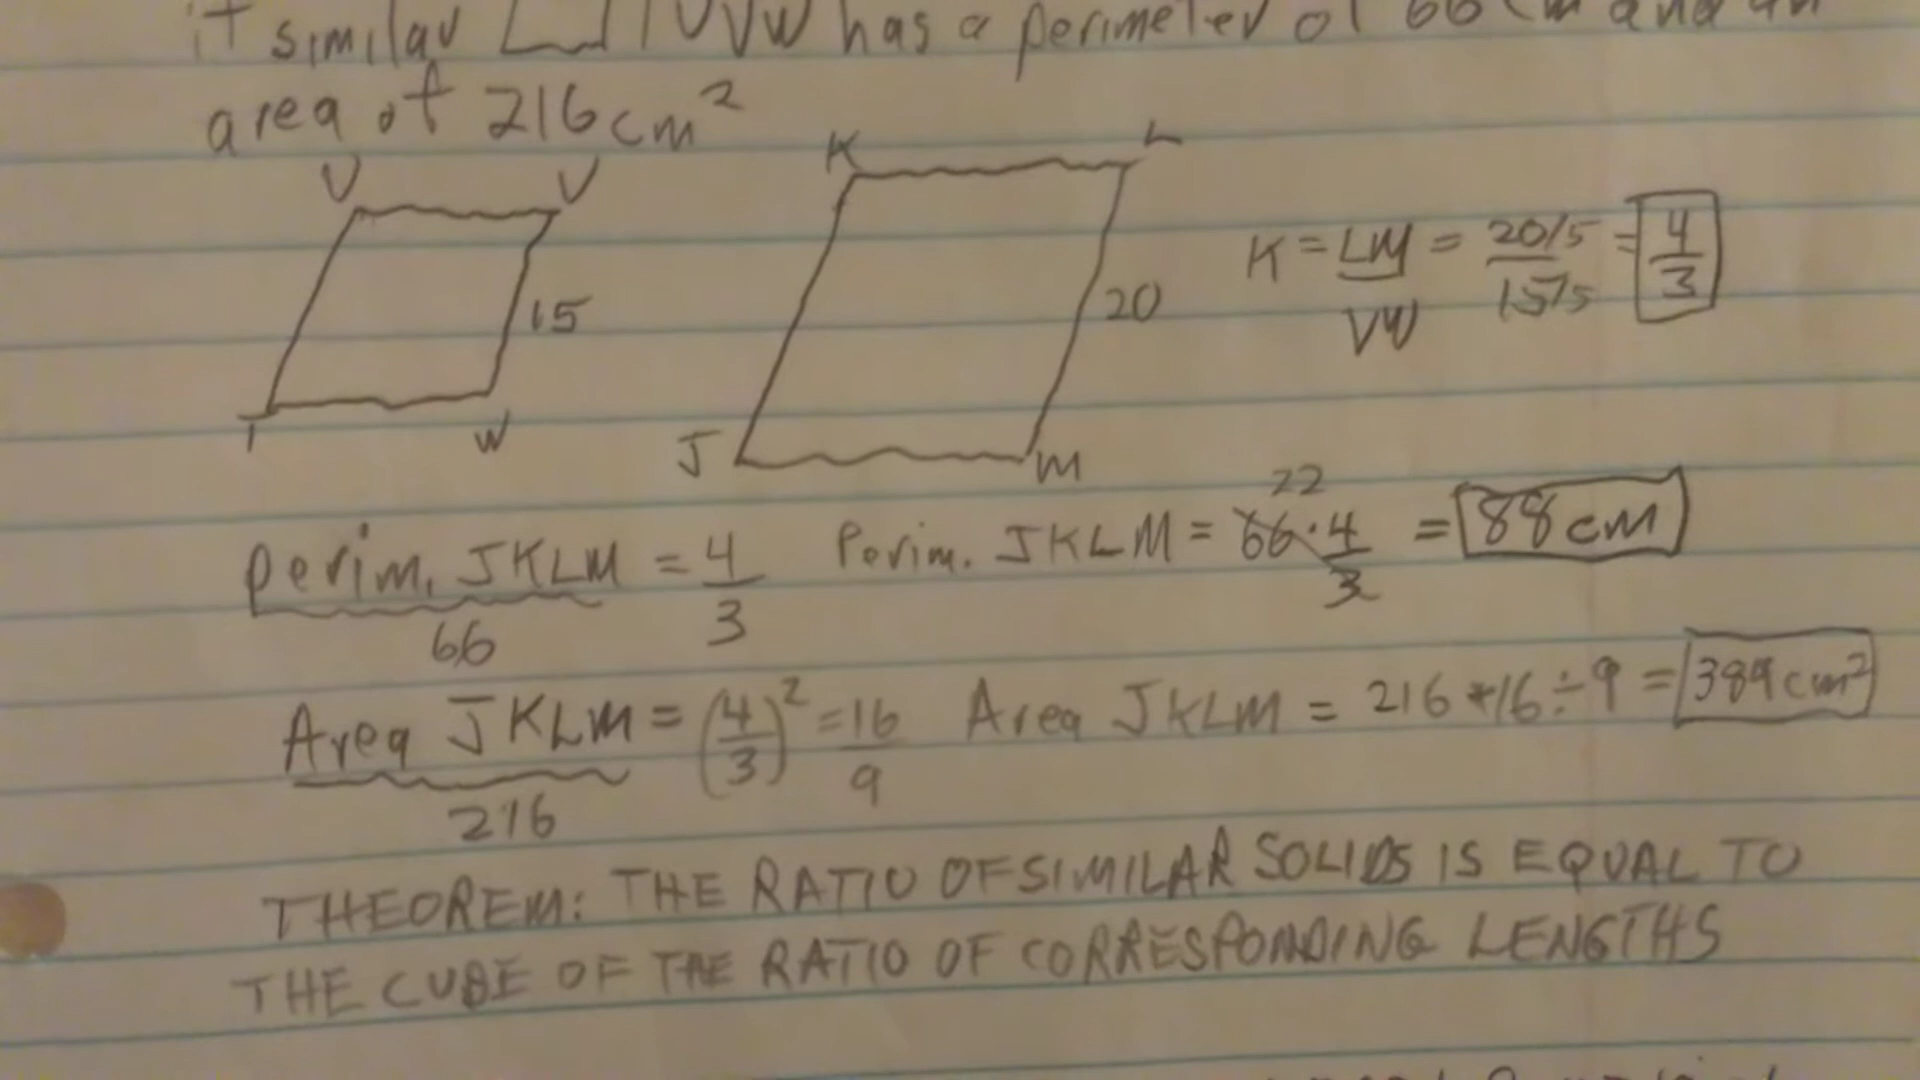 it similar TUVW has a perimeter of 66 cm and an
area of 216 cm²
U V
K L
15
20
T W
J M
K = LM/VW = 20/5/15/5 = 4/3
Perim. JKLM/66 = 4/3 Perim. JKLM = 66 · 4/3 22 = 88 cm
Area JKLM/216 = (4/3)² = 16/9 Area JKLM = 216 * 16 ÷ 9 = 384 cm²
THEOREM: THE RATIO OF SIMILAR SOLIDS IS EQUAL TO
THE CUBE OF THE RATIO OF CORRESPONDING LENGTHS